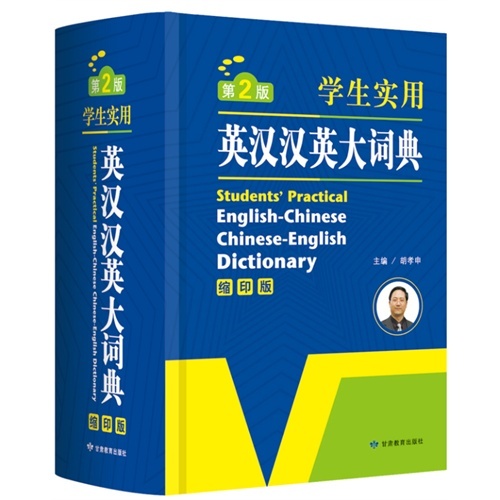 第2版
学生实用
英汉汉英大词典
Students' Practical English-Chinese Chinese-English Dictionary
缩印版
甘肃教育出版社
第2版
学生实用
英汉汉英大词典
Students' Practical
English-Chinese
Chinese-English
Dictionary
主编/胡孝申
缩印版
甘肃教育出版社